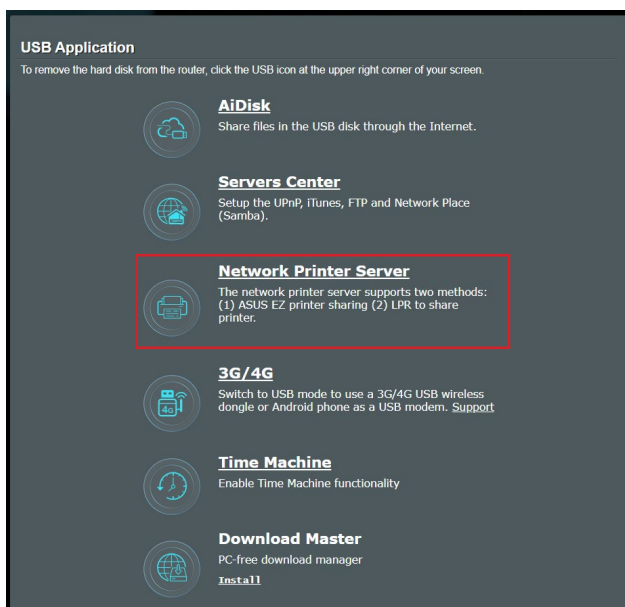 USB Application
To remove the hard disk from the router, click the USB icon at the upper right corner of your screen.
AiDisk
Share files in the USB disk through the Internet.
Servers Center
Setup the UPnP, iTunes, FTP and Network Place
(Samba).
Network Printer Server
The network printer server supports two methods:
(1) ASUS EZ printer sharing (2) LPR to share
printer.
4G
3G/4G
Switch to USB mode to use a 3G/4G USB wireless
dongle or Android phone as a USB modem. Support
Time Machine
Enable Time Machine functionality
Download Master
PC-free download manager
Install